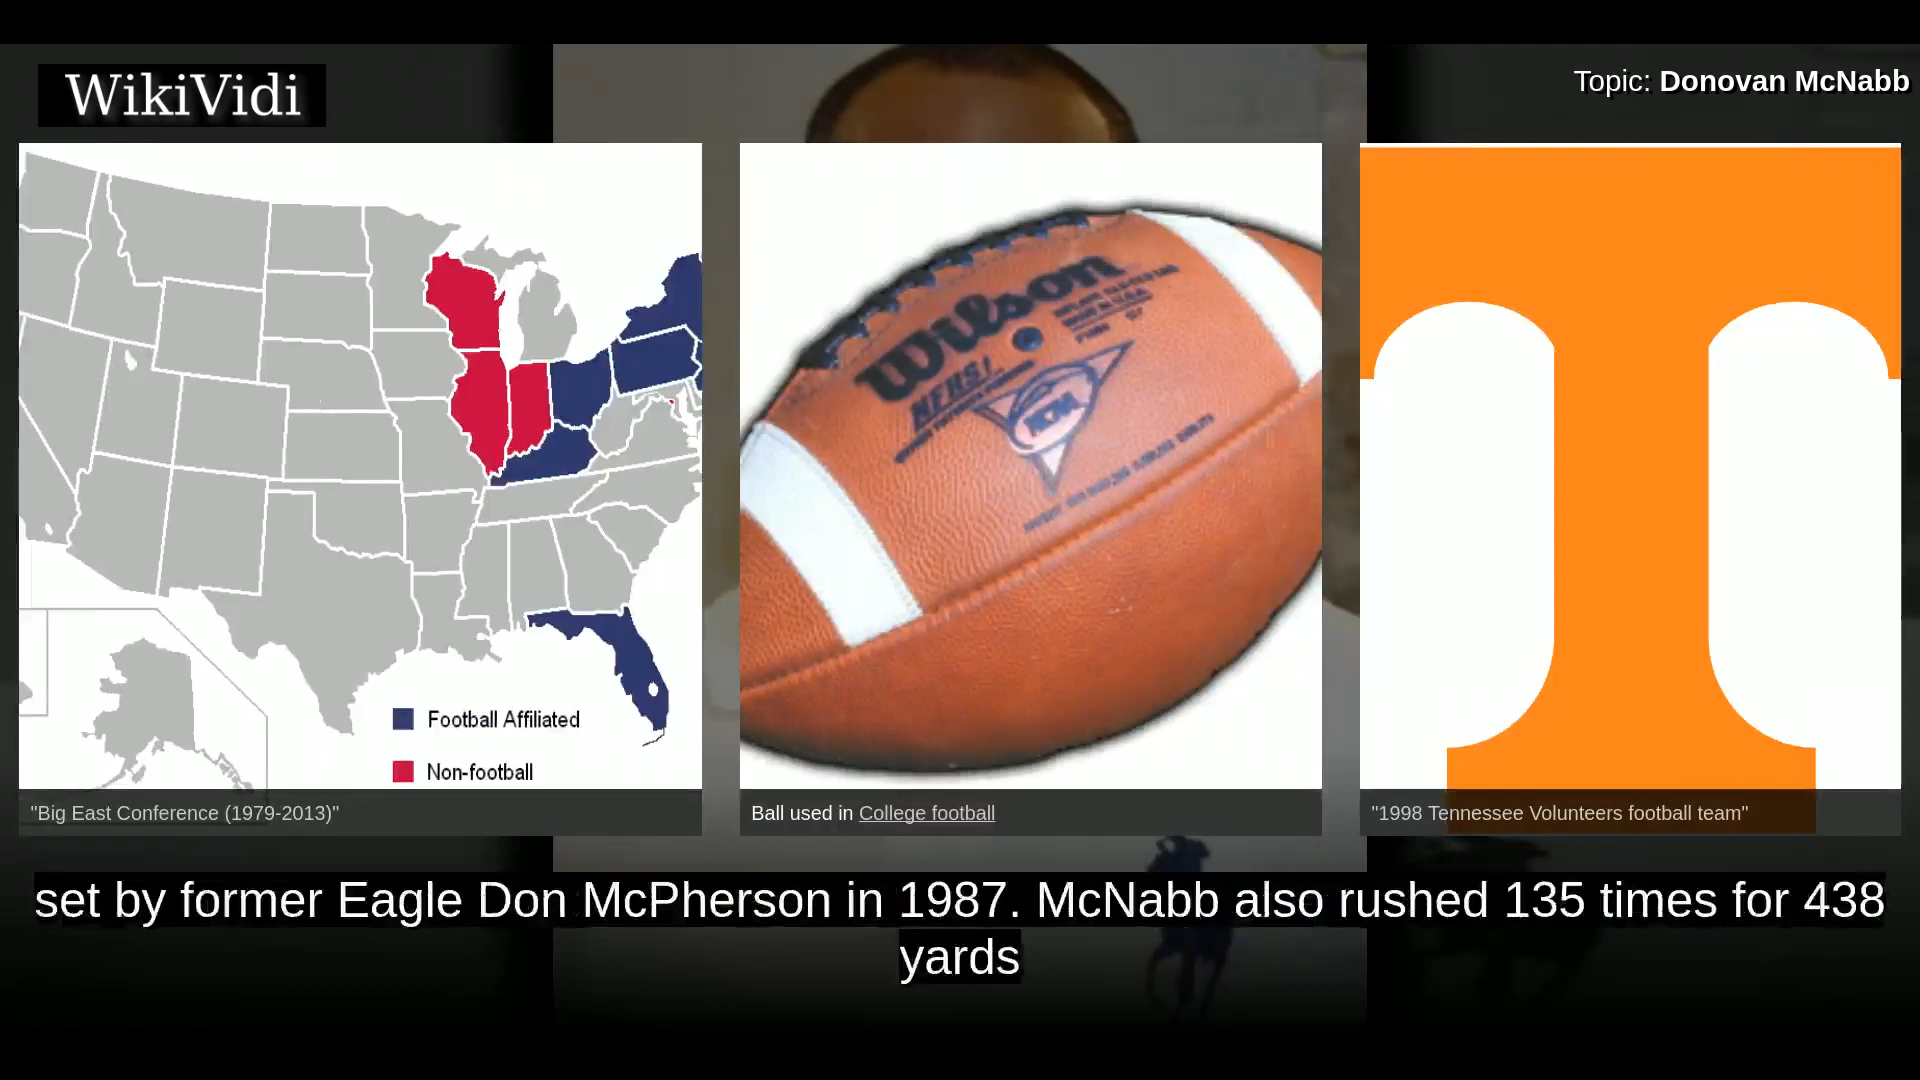 WikiVidi
Topic: Donovan McNabb
Football Affiliated
Non-football
"Big East Conference (1979-2013)"
Wilson
NFHS!
Ball used in College football
"1998 Tennessee Volunteers football team"
set by former Eagle Don McPherson in 1987. McNabb also rushed 135 times for 438
yards